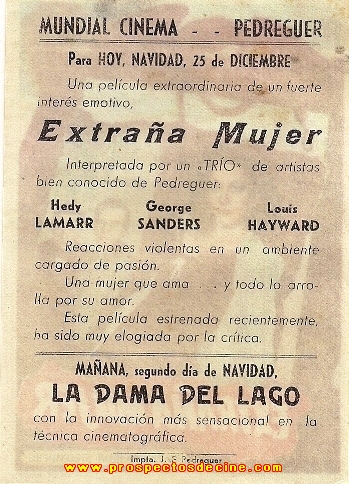 MUNDIAL CINEMA - - PEDREGUER
Para HOY, NAVIDAD, 25 de DICIEMBRE
Una película extraordinaria de un fuerte
interés emotivo,
Extraña Mujer
Interpretada por un «TRÍO» de artistas
bien conocido de Pedreguer:
Hedy George Louis
LAMARR SANDERS HAYWARD
Reacciones violentas en un ambiente
cargado de pasión.
Una mujer que ama . . . y todo lo arro-
lla por su amor.
Esta película estrenada recientemente,
ha sido muy elogiada por la crítica.
MAÑANA, segundo día de NAVIDAD,
LA DAMA DEL LAGO
con la innovación más sensacional en la
técnica cinematográfica.
Impta. Pedreguer
www.prospectosdecine.com